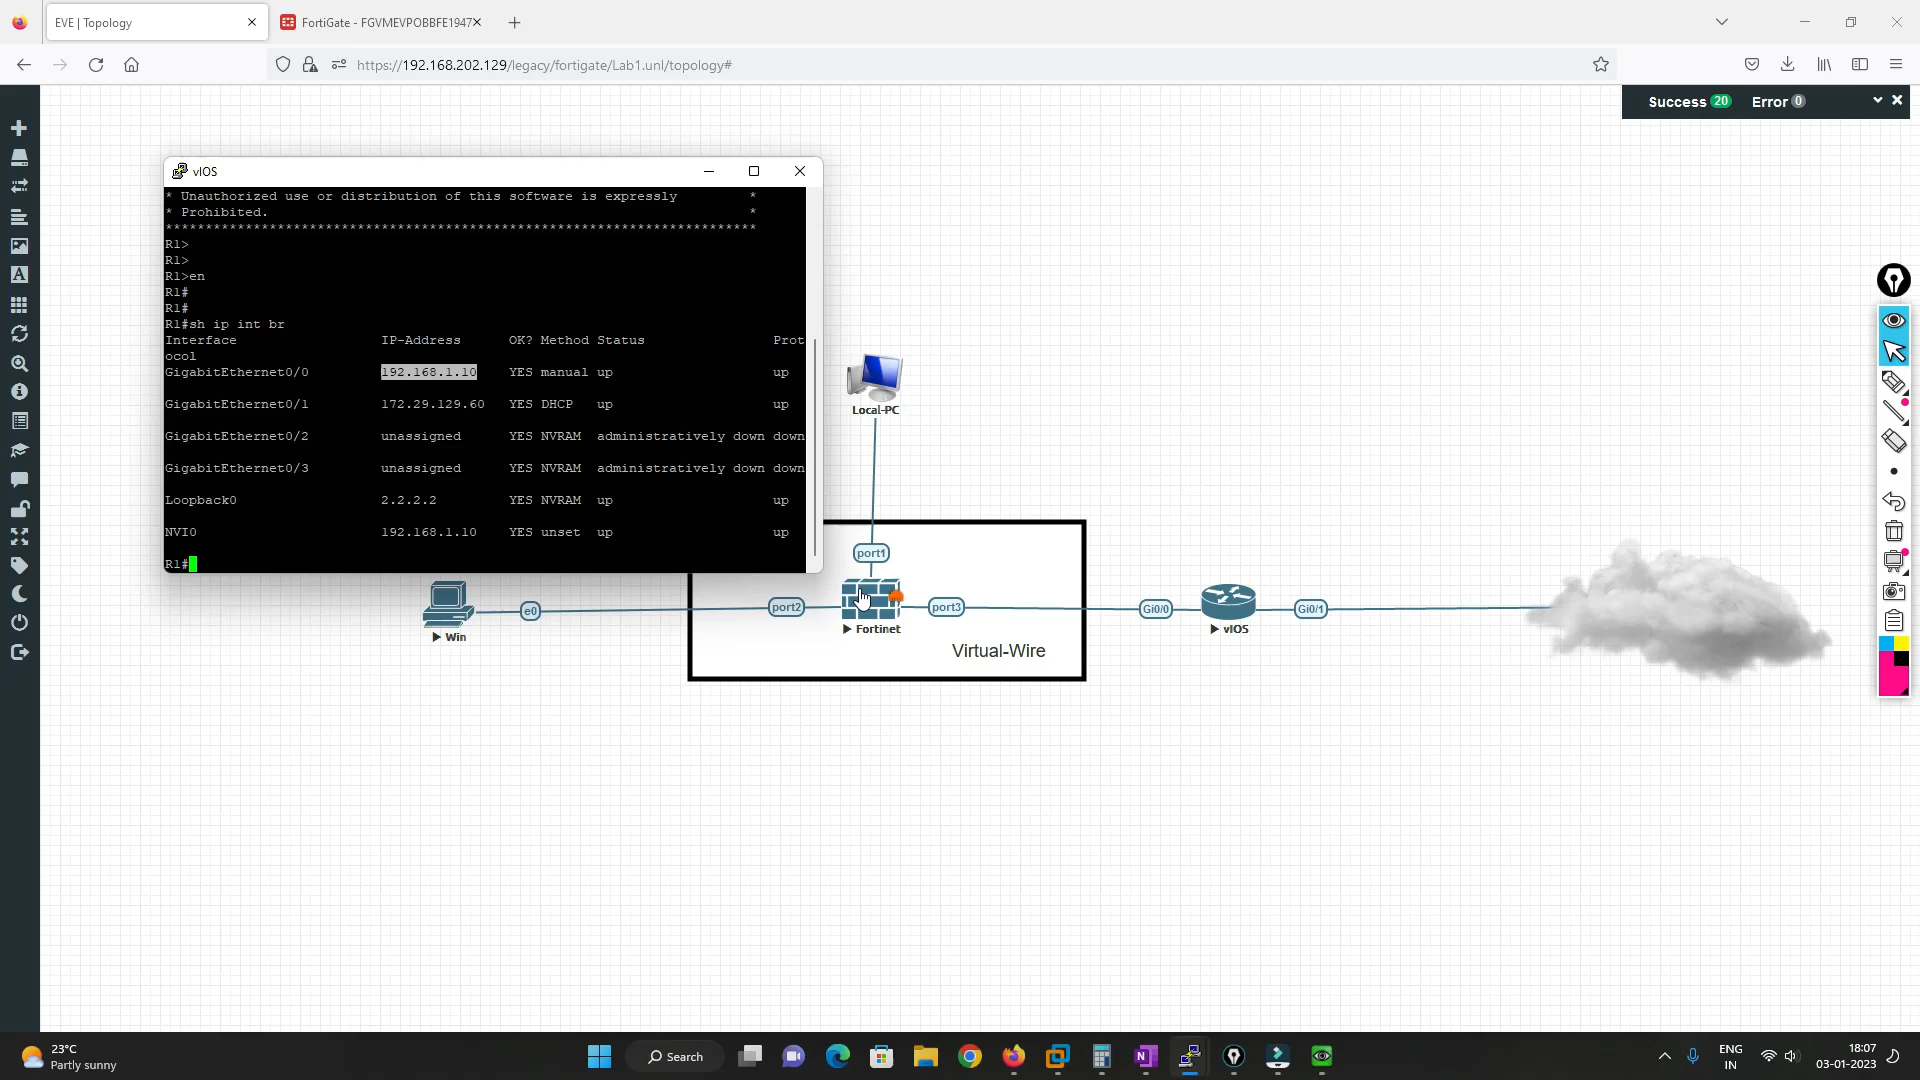 EVE | Topology
FortiGate - FGVMEVPOBBFE1947
https://192.168.202.129/legacy/fortigate/Lab1.unl/topology#
Success 20 Error 0
vIOS
* Unauthorized use or distribution of this software is expressly *
* Prohibited. *
**************************************************************************
R1>
R1>
R1>en
R1#
R1#
R1#sh ip int br
Interface IP-Address OK? Method Status Prot
ocol
GigabitEthernet0/0 192.168.1.10 YES manual up up
GigabitEthernet0/1 172.29.129.60 YES DHCP up up
GigabitEthernet0/2 unassigned YES NVRAM administratively down down
GigabitEthernet0/3 unassigned YES NVRAM administratively down down
Loopback0 2.2.2.2 YES NVRAM up up
NVI0 192.168.1.10 YES unset up up
R1#
Local-PC
port1
e0
port2
port3
Gi0/0
Gi0/1
Win
Fortinet
vIOS
Virtual-Wire
23°C
Partly sunny
Search
ENG
IN
18:07
03-01-2023